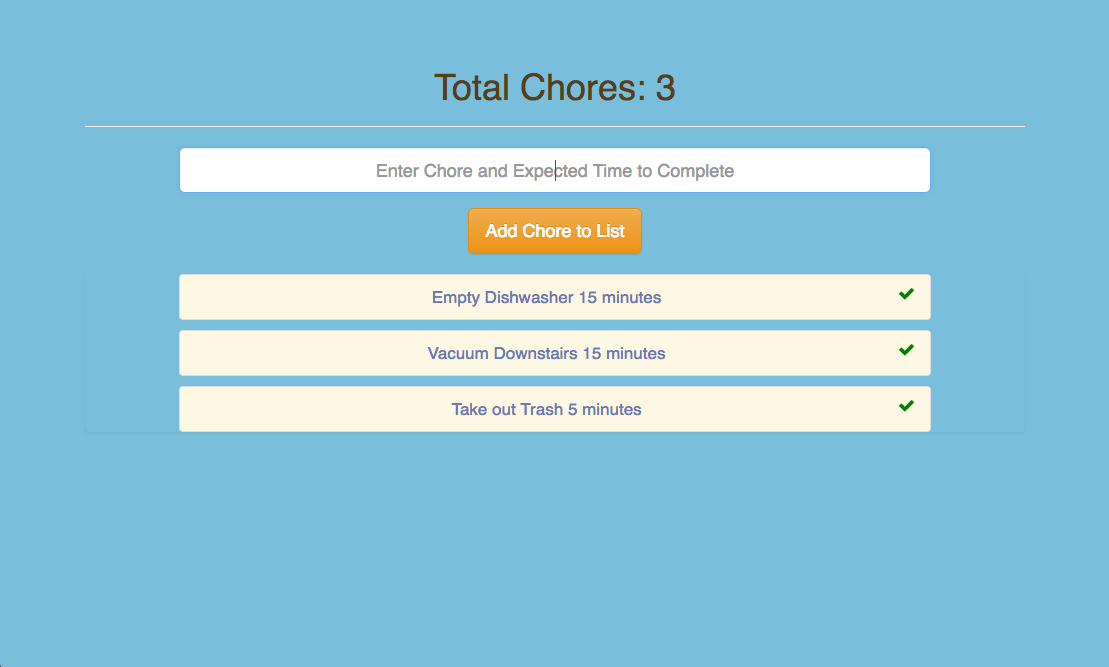 Total Chores: 3
Enter Chore and Expected Time to Complete
Add Chore to List
Empty Dishwasher 15 minutes
Vacuum Downstairs 15 minutes
Take out Trash 5 minutes